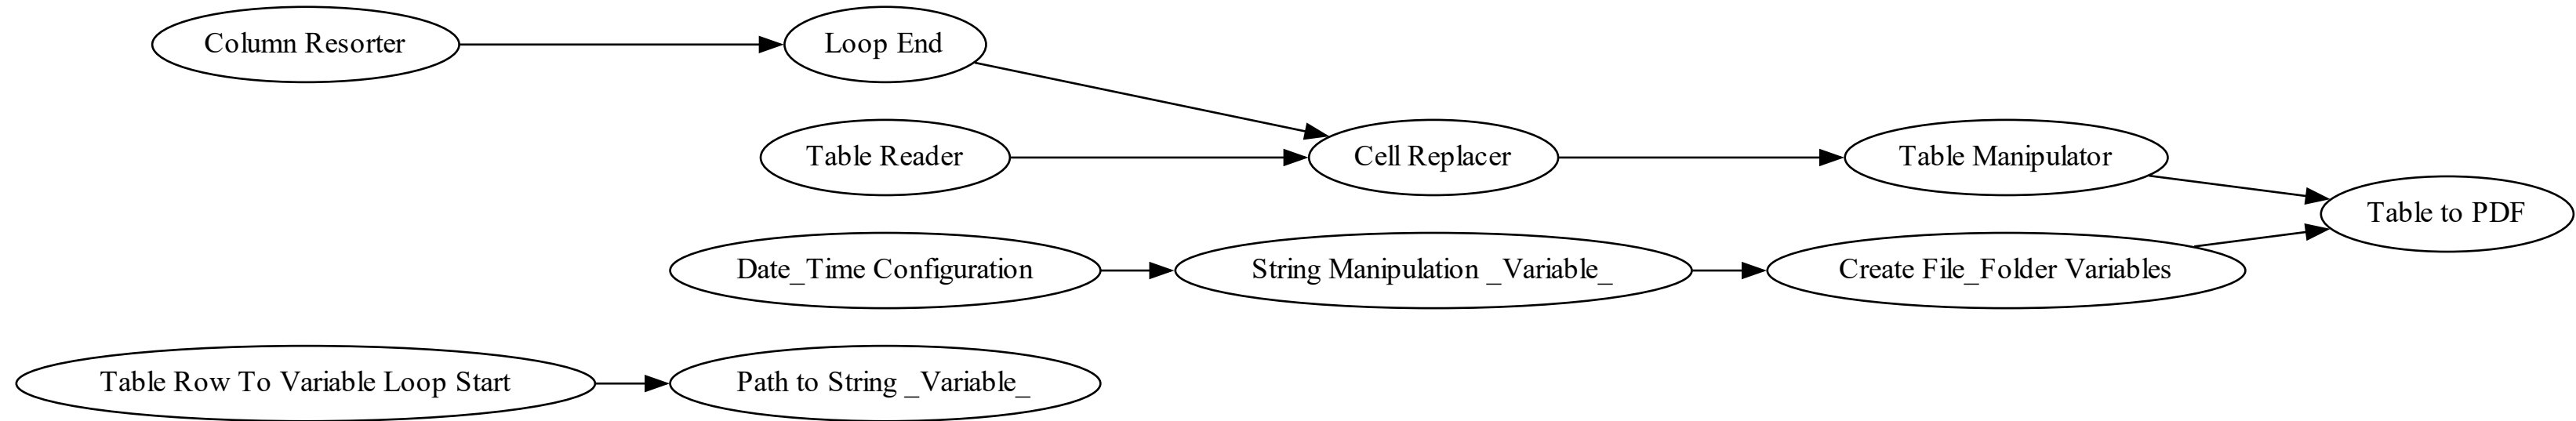 Column Resorter
Loop End
Table Reader
Cell Replacer
Table Manipulator
Table to PDF
Date_Time Configuration
String Manipulation _Variable_
Create File_Folder Variables
Table Row To Variable Loop Start
Path to String _Variable_